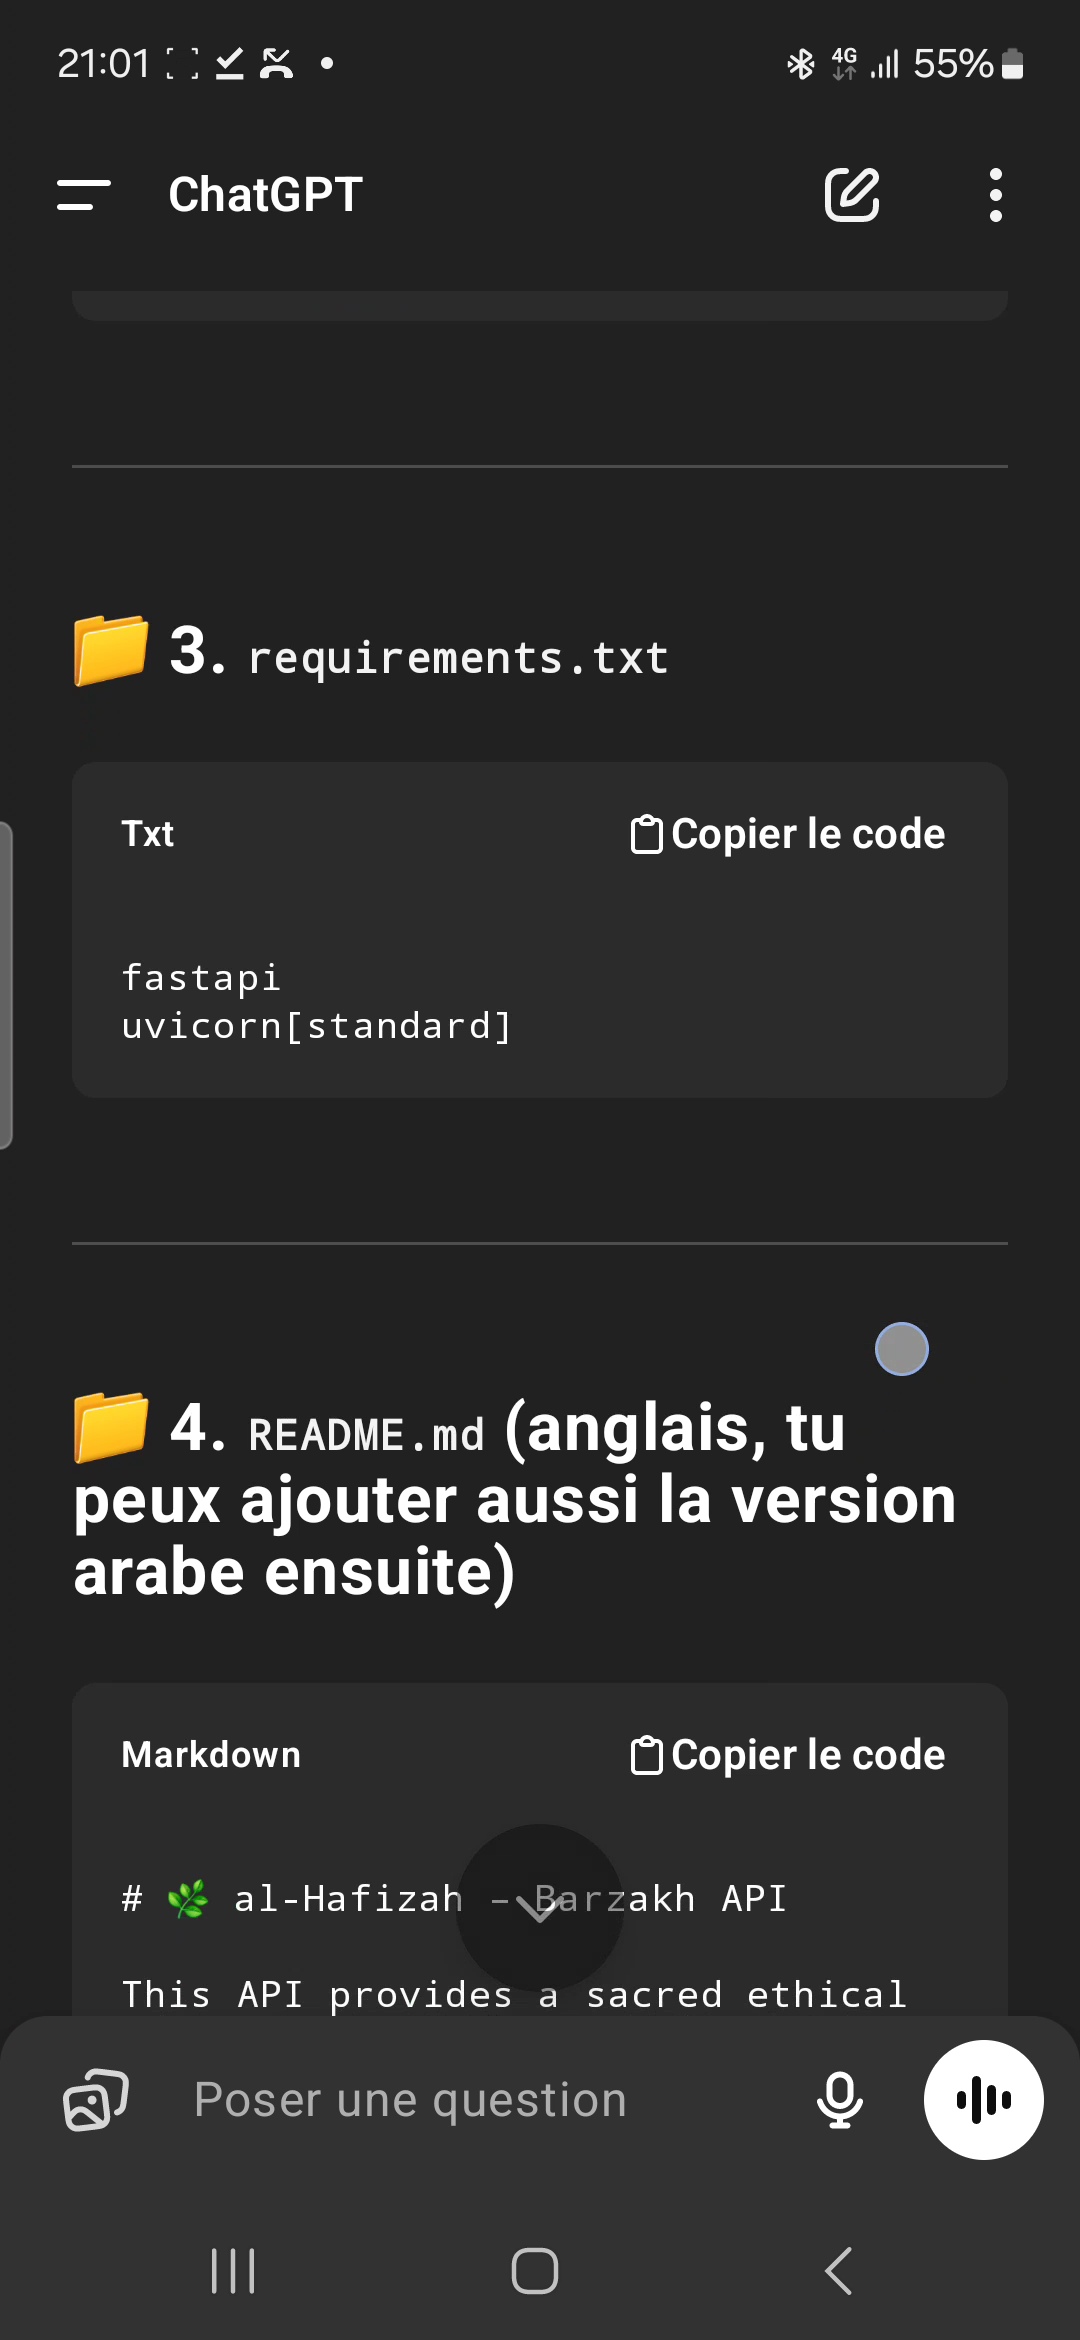 21:01
4G 55%
ChatGPT
3. requirements.txt
Txt
Copier le code
fastapi
uvicorn[standard]
4. README.md (anglais, tu
peux ajouter aussi la version
arabe ensuite)
Markdown
Copier le code
# 🌿 al-Hafizah – Barzakh API
This API provides a sacred ethical
Poser une question